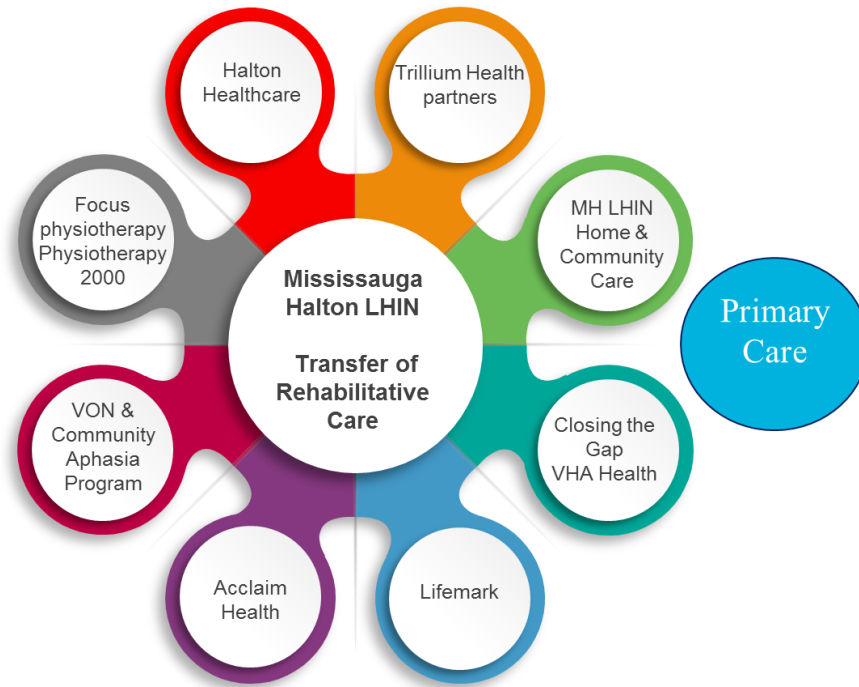 Halton
Healthcare
Trillium Health
partners
Focus
physiotherapy
Physiotherapy
2000
MH LHIN
Home &
Community
Care
Mississauga
Halton LHIN
Transfer of
Rehabilitative
Care
Primary
Care
VON &
Community
Aphasia
Program
Closing the
Gap
VHA Health
Acclaim
Health
Lifemark